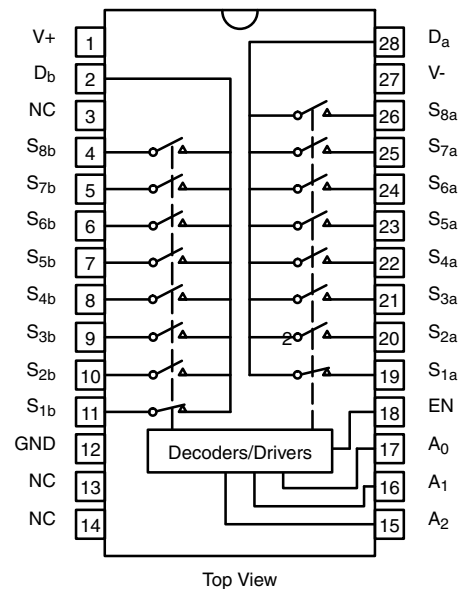 V+ 1 28 Da
Db 2 27 V-
NC 3 26 S8a
S8b 4 25 S7a
S7b 5 24 S6a
S6b 6 23 S5a
S5b 7 22 S4a
S4b 8 21 S3a
S3b 9 2 20 S2a
S2b 10 19 S1a
S1b 11 18 EN
GND 12 Decoders/Drivers 17 A0
NC 13 16 A1
NC 14 15 A2
Top View